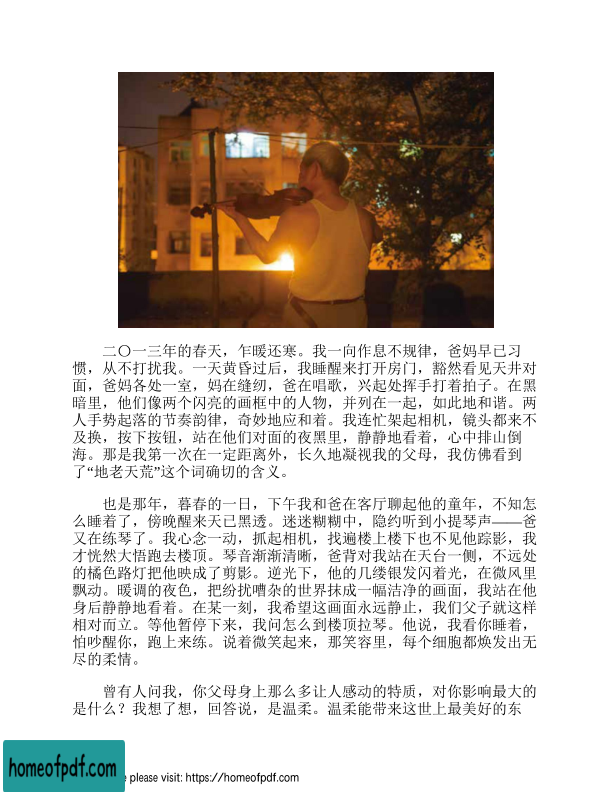 二〇一三年的春天，乍暖还寒。我一向作息不规律，爸妈早已习
惯，从不打扰我。一天黄昏过后，我睡醒来打开房门，豁然看见天井对
面，爸妈各处一室，妈在缝纫，爸在唱歌，兴起处挥手打着拍子。在黑
暗里，他们像两个闪亮的画框中的人物，并列在一起，如此地和谐。两
人手势起落的节奏韵律，奇妙地应和着。我连忙架起相机，镜头都来不
及换，按下按钮，站在他们对面的夜黑里，静静地看着，心中排山倒
海。那是我第一次在一定距离外，长久地凝视我的父母，我仿佛看到
了“地老天荒”这个词确切的含义。
也是那年，暮春的一日，下午我和爸在客厅聊起他的童年，不知怎
么睡着了，傍晚醒来天已黑透。迷迷糊糊中，隐约听到小提琴声——爸
又在练琴了。我心念一动，抓起相机，找遍楼上楼下也不见他踪影，我
才恍然大悟跑去楼顶。琴音渐渐清晰，爸背对我站在天台一侧，不远处
的橘色路灯把他映成了剪影。逆光下，他的几缕银发闪着光，在微风里
飘动。暖调的夜色，把纷扰嘈杂的世界抹成一幅洁净的画面，我站在他
身后静静地看着。在某一刻，我希望这画面永远静止，我们父子就这样
相对而立。等他暂停下来，我问怎么到楼顶拉琴。他说，我看你睡着，
怕吵醒你，跑上来练。说着微笑起来，那笑容里，每个细胞都焕发出无
尽的柔情。
曾有人问我，你父母身上那么多让人感动的特质，对你影响最大的
是什么？我想了想，回答说，是温柔。温柔能带来这世上最美好的东
homeofpdf.com
e please visit: https://homeofpdf.com